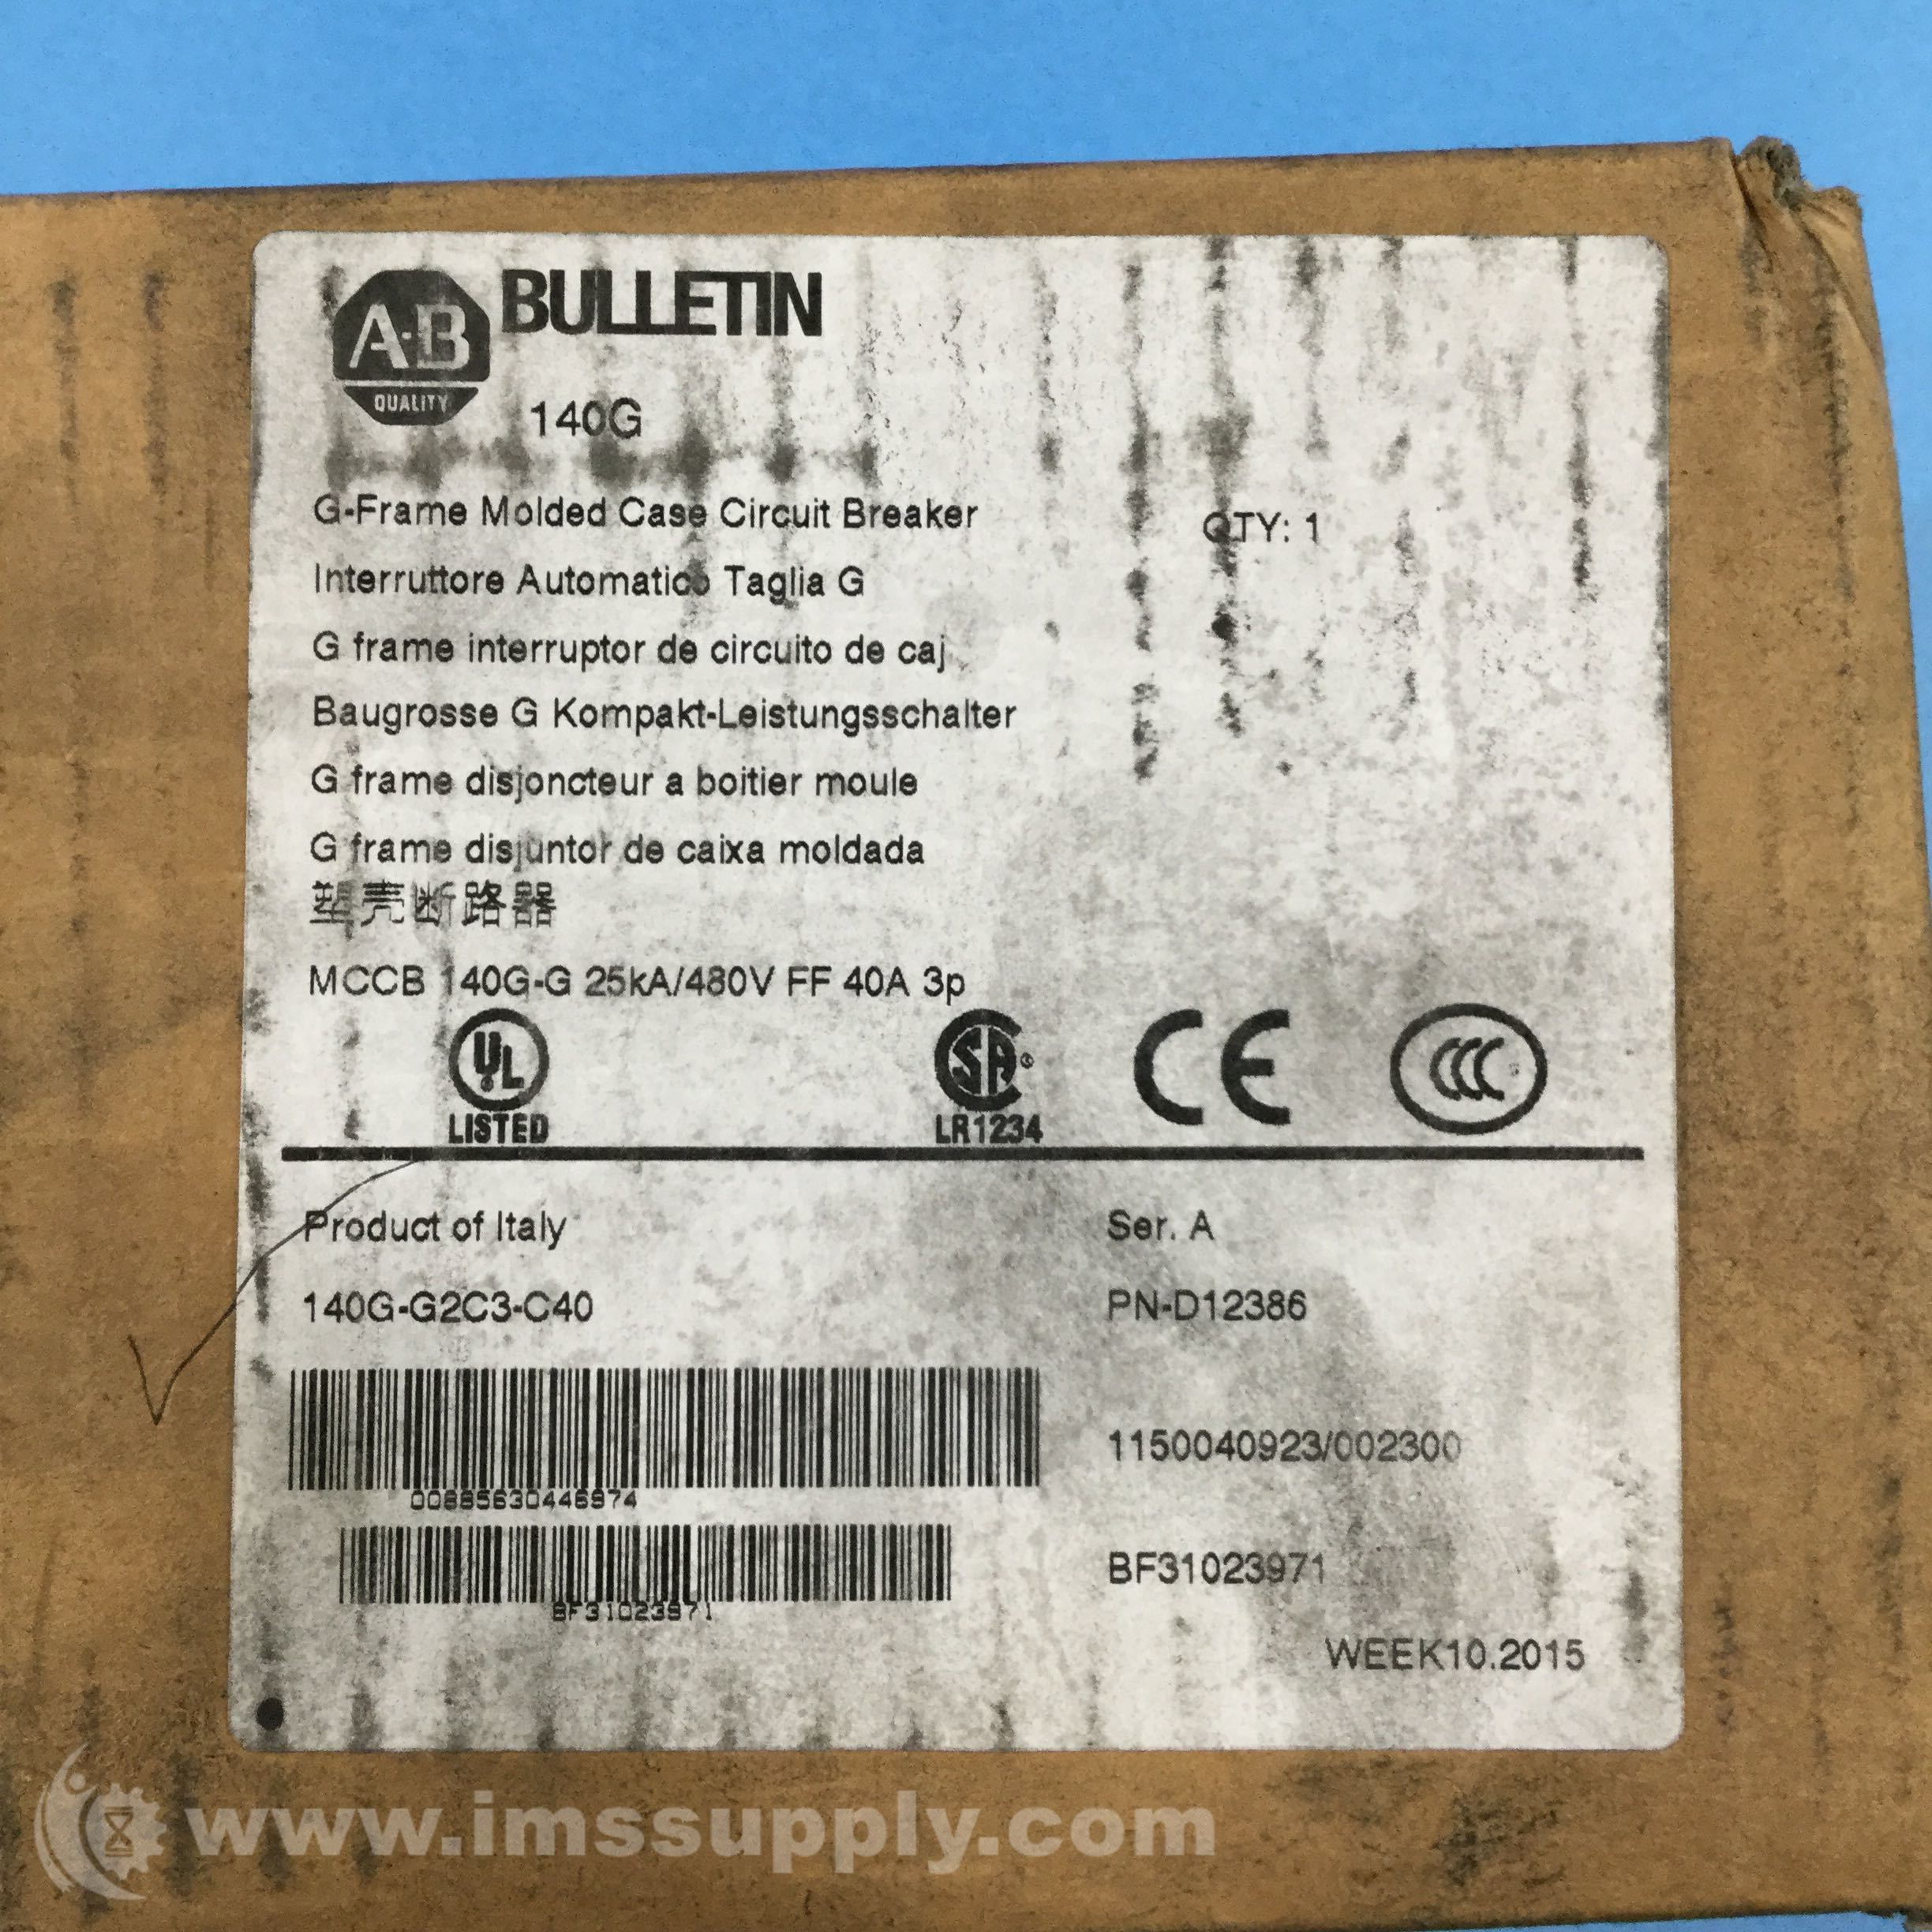 A-B QUALITY
BULLETIN
140G
G-Frame Molded Case Circuit Breaker
QTY: 1
Interruttore Automatico Taglia G
G frame interruptor de circuito de caj
Baugrosse G Kompakt-Leistungsschalter
G frame disjoncteur a boitier moule
G frame disjuntor de caixa moldada
塑壳断路器
MCCB 140G-G 25kA/480V FF 40A 3p
UL
LISTED
SA
LR1234
CE
CCC
Product of Italy
Ser. A
140G-G2C3-C40
PN-D12386
1150040923/002300
00885630446974
BF31023971
BF31023971
WEEK10.2015
www.imssupply.com